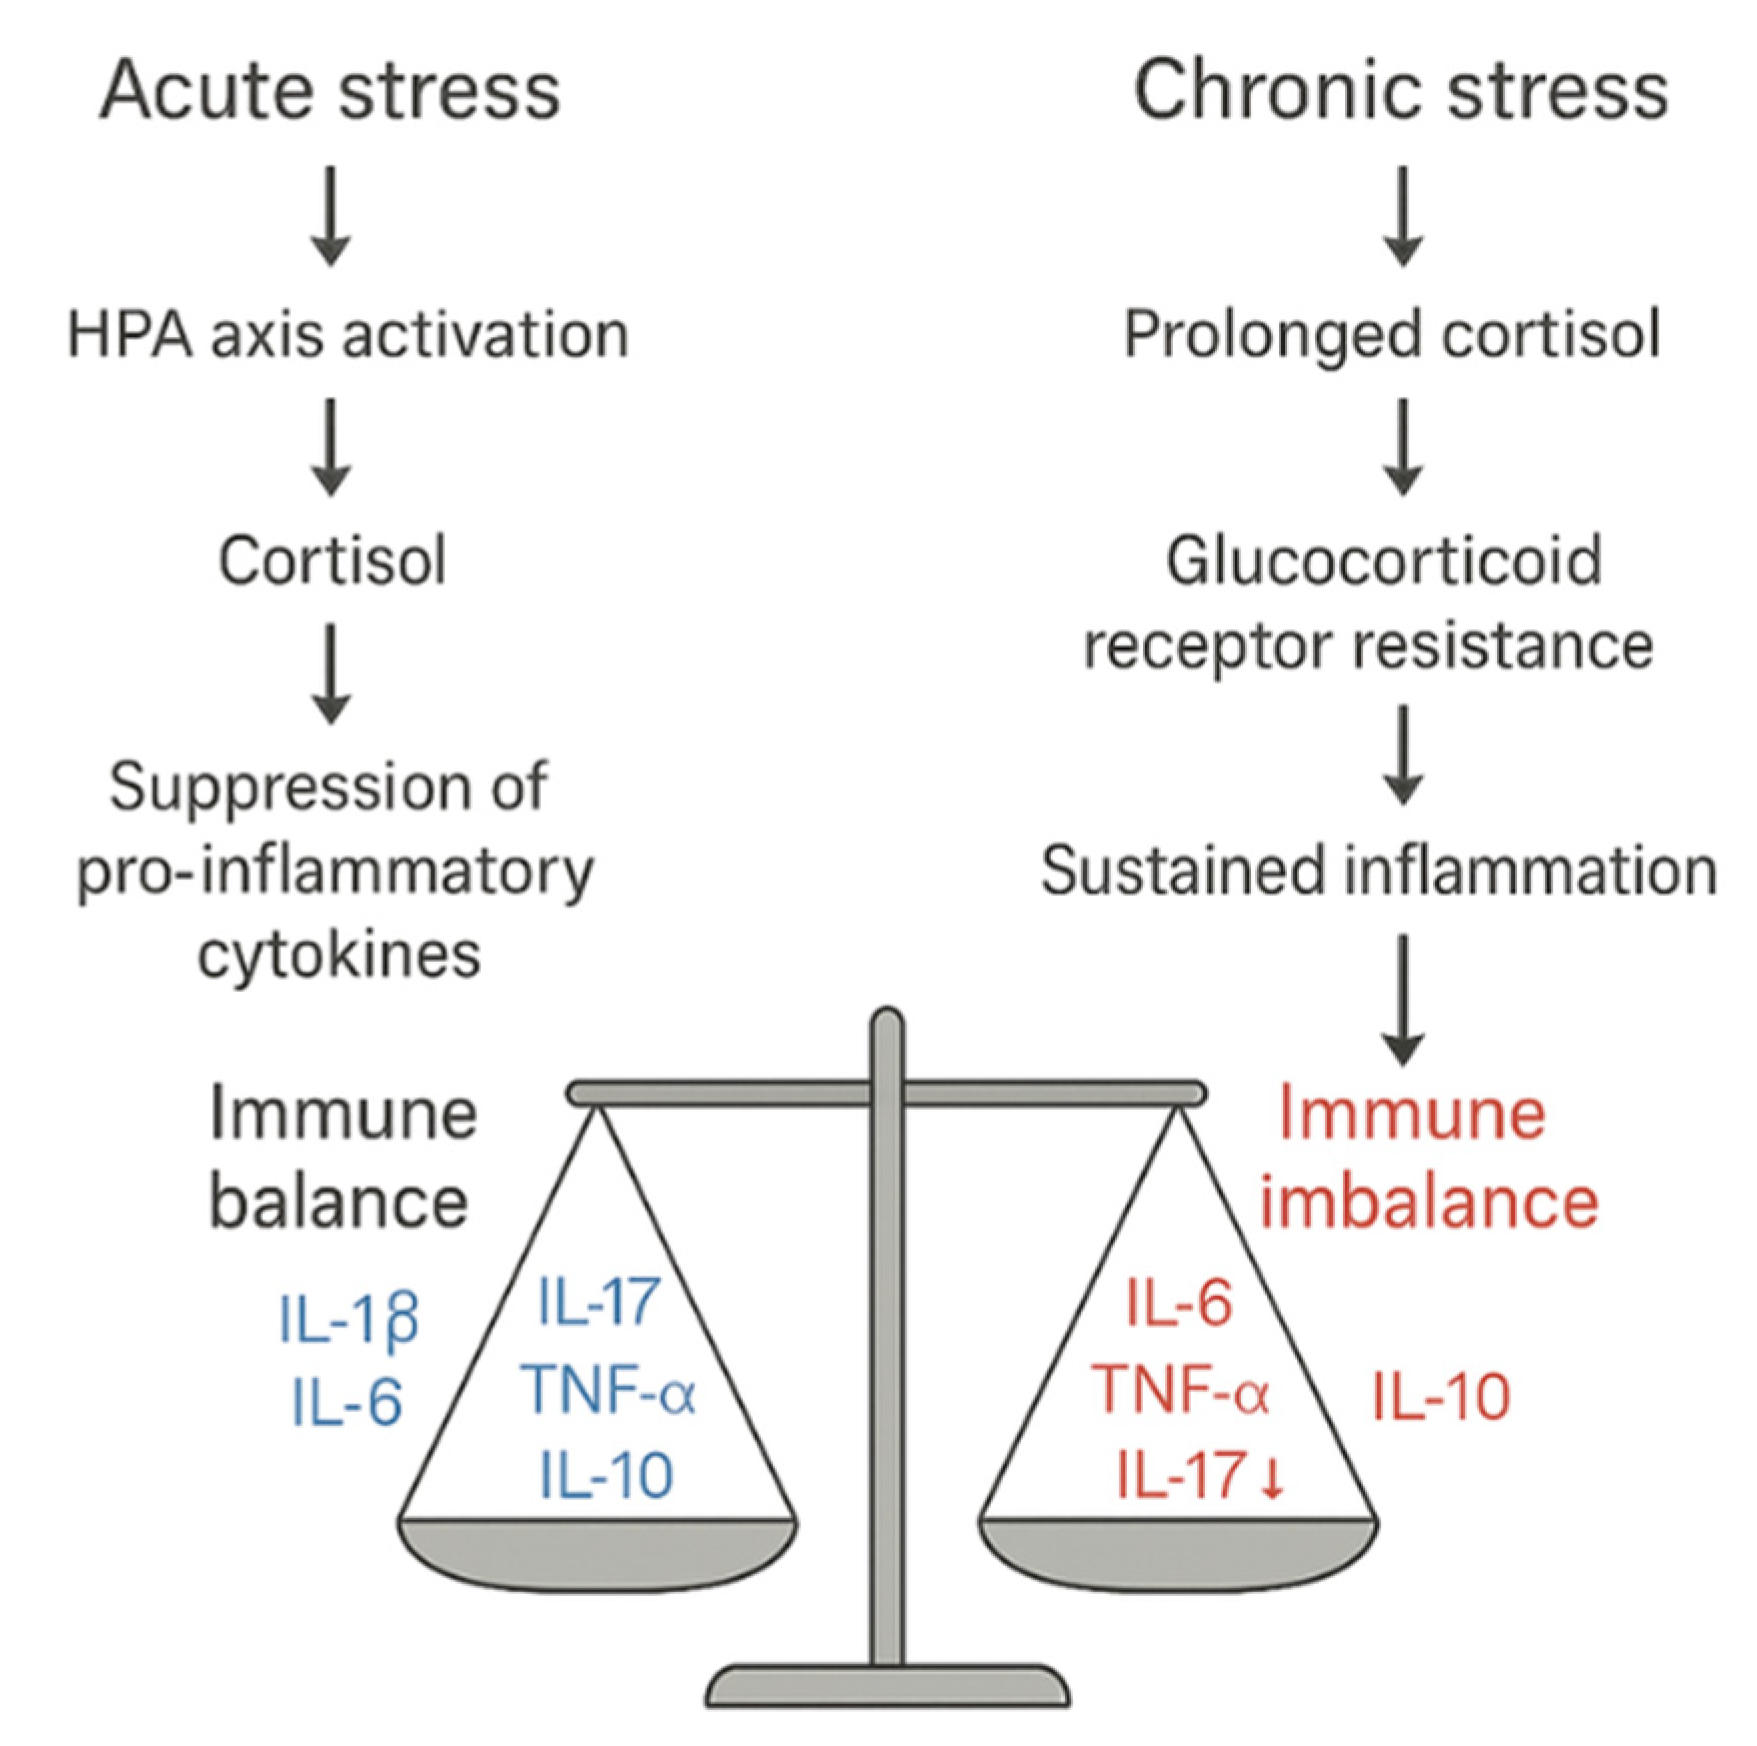 Acute stress
HPA axis activation
Cortisol
Suppression of
pro-inflammatory
cytokines
Immune
balance
IL-1β
IL-6
IL-17
TNF-α
IL-10
Chronic stress
Prolonged cortisol
Glucocorticoid
receptor resistance
Sustained inflammation
Immune
imbalance
IL-6
TNF-α
IL-17↓
IL-10